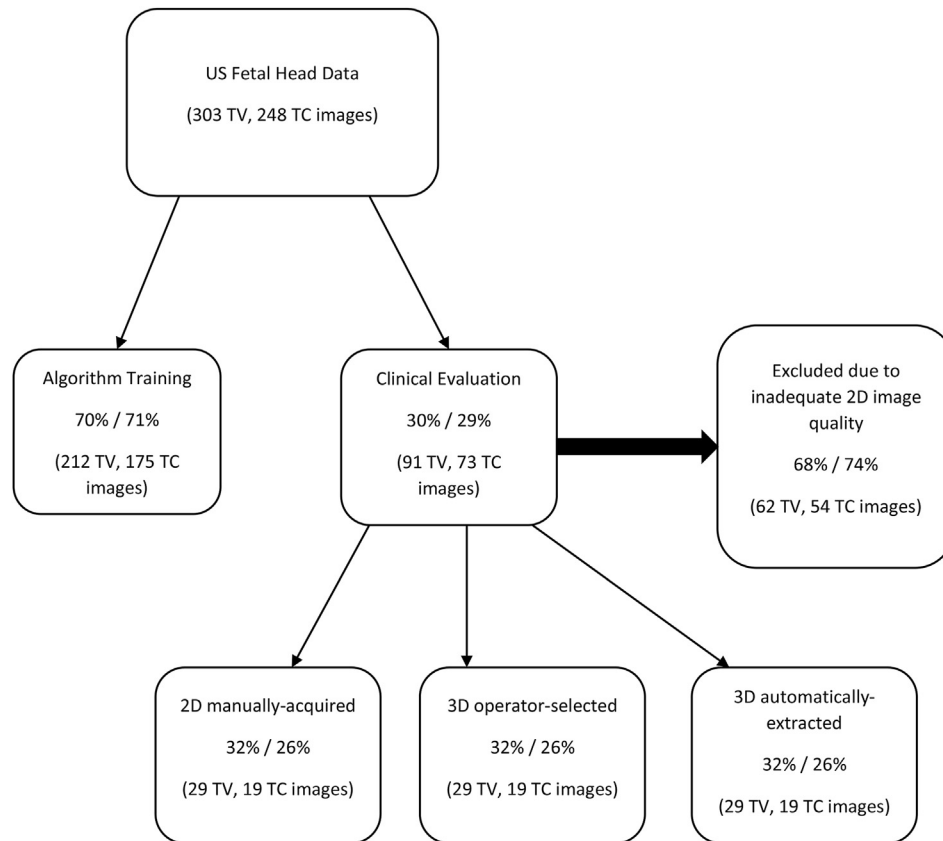 US Fetal Head Data
(303 TV, 248 TC images)
Algorithm Training
70% / 71%
(212 TV, 175 TC
images)
Clinical Evaluation
30% / 29%
(91 TV, 73 TC
images)
Excluded due to
inadequate 2D image
quality
68% / 74%
(62 TV, 54 TC images)
2D manually-acquired
32% / 26%
(29 TV, 19 TC images)
3D operator-selected
32% / 26%
(29 TV, 19 TC images)
3D automatically-
extracted
32% / 26%
(29 TV, 19 TC images)